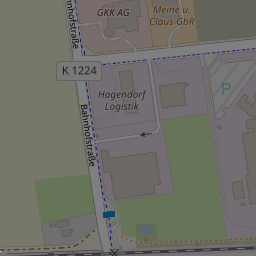 Bahnhofstraße
GKK AG
Meine u.
Claus GbR
K 1224
Hagendorf
Logistik
P
Bahnhofstraße